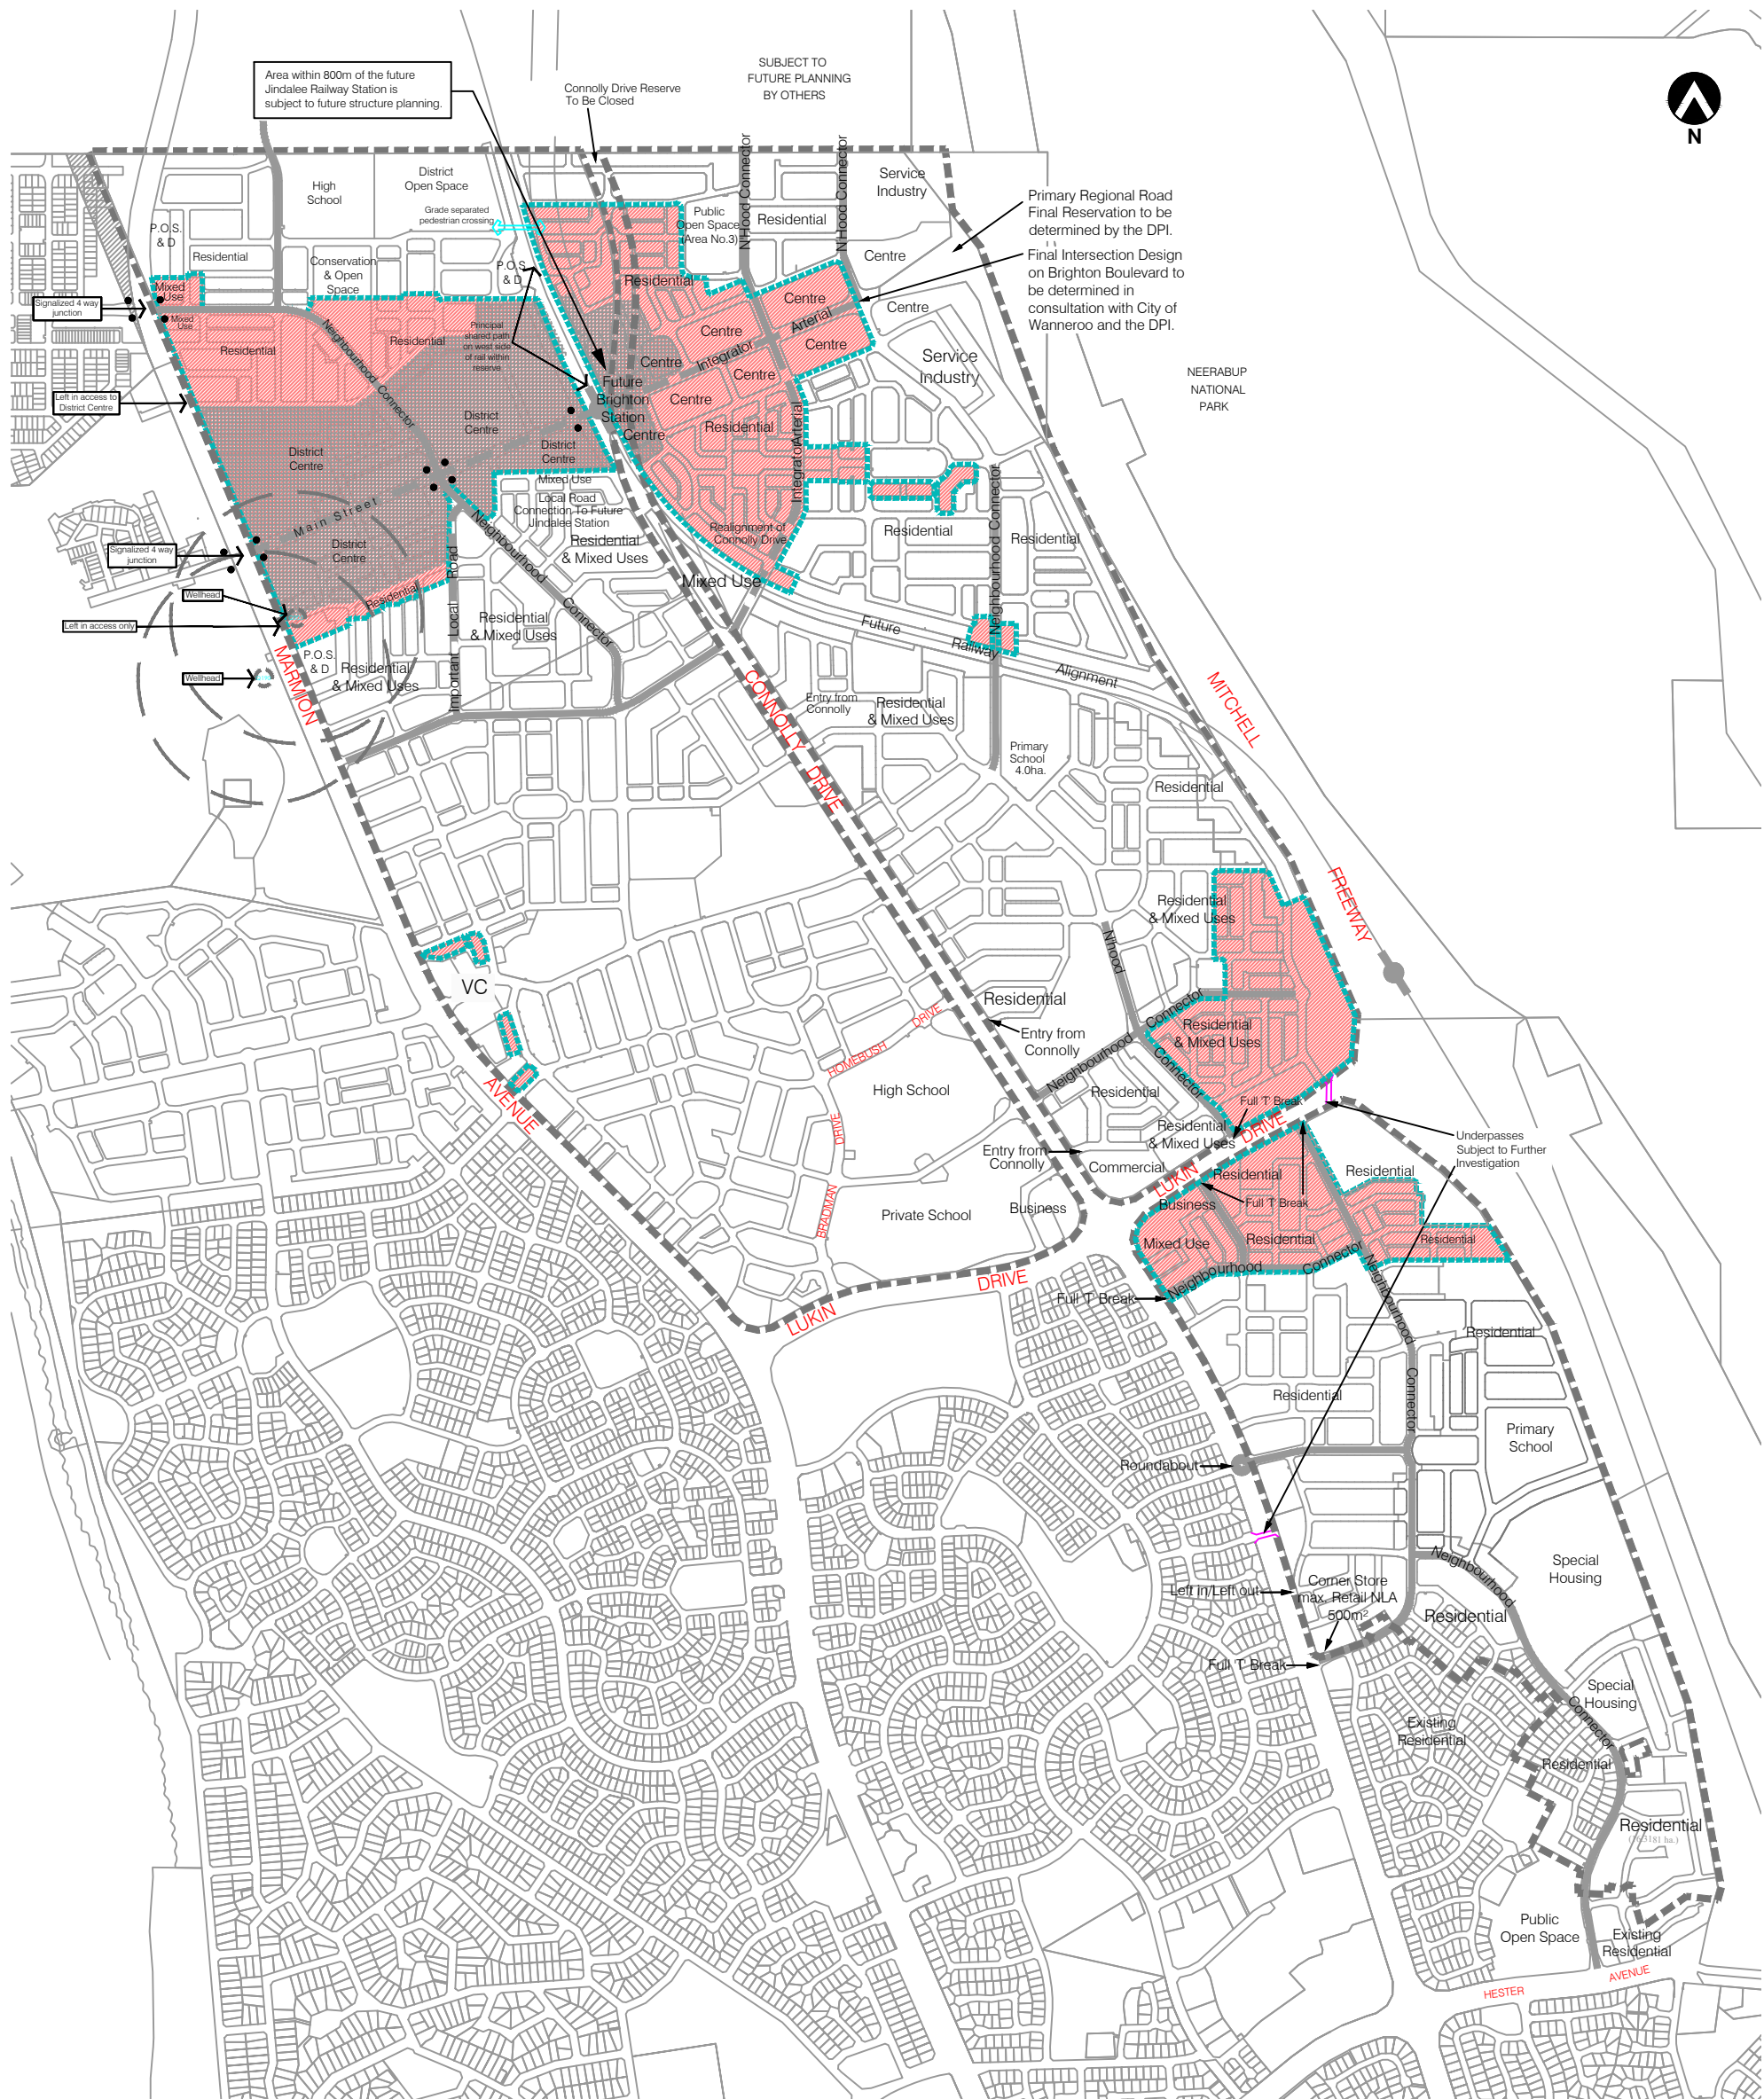 SUBJECT TO
FUTURE PLANNING
BY OTHERS
Area within 800m of the future
Jindalee Railway Station is
subject to future structure planning.
Connolly Drive Reserve
To Be Closed
N
High
School
District
Open Space
Grade separated
pedestrian crossing
Public
Open Space
(Area No.3)
N'Hood Connector
Residential
N'Hood Connector
Service
Industry
Primary Regional Road
Final Reservation to be
determined by the DPI.
Final Intersection Design
on Brighton Boulevard to
be determined in
consultation with City of
Wanneroo and the DPI.
P.O.S.
& D
Residential
Conservation
& Open
Space
P.O.S.
& D
Residential
Centre
Centre
Mixed
Use
Mixed
Use
Signalized 4 way
junction
Residential
Neighbourhood Connector
Residential
Principal
shared path
on west side
of rail within
reserve
Centre
Arterial
Centre
Centre
Integrator
Centre
Centre
Service
Industry
NEERABUP
NATIONAL
PARK
Future
Brighton
Station
Centre
Centre
Residential
Integrator Arterial
Left in access to
District Centre
District
Centre
District
Centre
District
Centre
Mixed Use
Local Road
Connection To Future
Jindalee Station
Residential
& Mixed Uses
Main Street
District
Centre
Neighbourhood
Connector
Realignment of
Connolly Drive
Residential
Neighbourhood Connector
Residential
Signalized 4 way
junction
Wellhead
Left in access only
Wellhead
Residential
Important Local Road
Residential
& Mixed Uses
Mixed Use
Future
Railway
Alignment
P.O.S.
& D
Residential
& Mixed Uses
MARMION
CONNOLLY
DRIVE
Entry from
Connolly
Residential
& Mixed Uses
MITCHELL
Primary
School
4.0ha.
Residential
FREEWAY
Residential
& Mixed Uses
N'hood
Connector
VC
Residential
Entry from
Connolly
Residential
& Mixed Uses
Neighbourhood
Connector
DRIVE
HOMEBUSH
High School
AVENUE
DRIVE
Residential
Full 'T' Break
Residential
& Mixed Uses
DRIVE
Entry from
Connolly
Commercial
LUKIN
Underpasses
Subject to Further
Investigation
Residential
Residential
BRADMAN
Private School
Business
Business
Full 'T' Break
Mixed Use
Residential
Residential
Neighbourhood
Connector
DRIVE
LUKIN
Full 'T' Break
Neighbourhood
Connector
Residential
Residential
Primary
School
Roundabout
Neighbourhood
Special
Housing
Left in/Left out
Corner Store
max. Retail NLA
500m²
Residential
Full 'T' Break
Special
Housing
Connector
Existing
Residential
Residential
Residential
Public
Open Space
Existing
Residential
HESTER
AVENUE